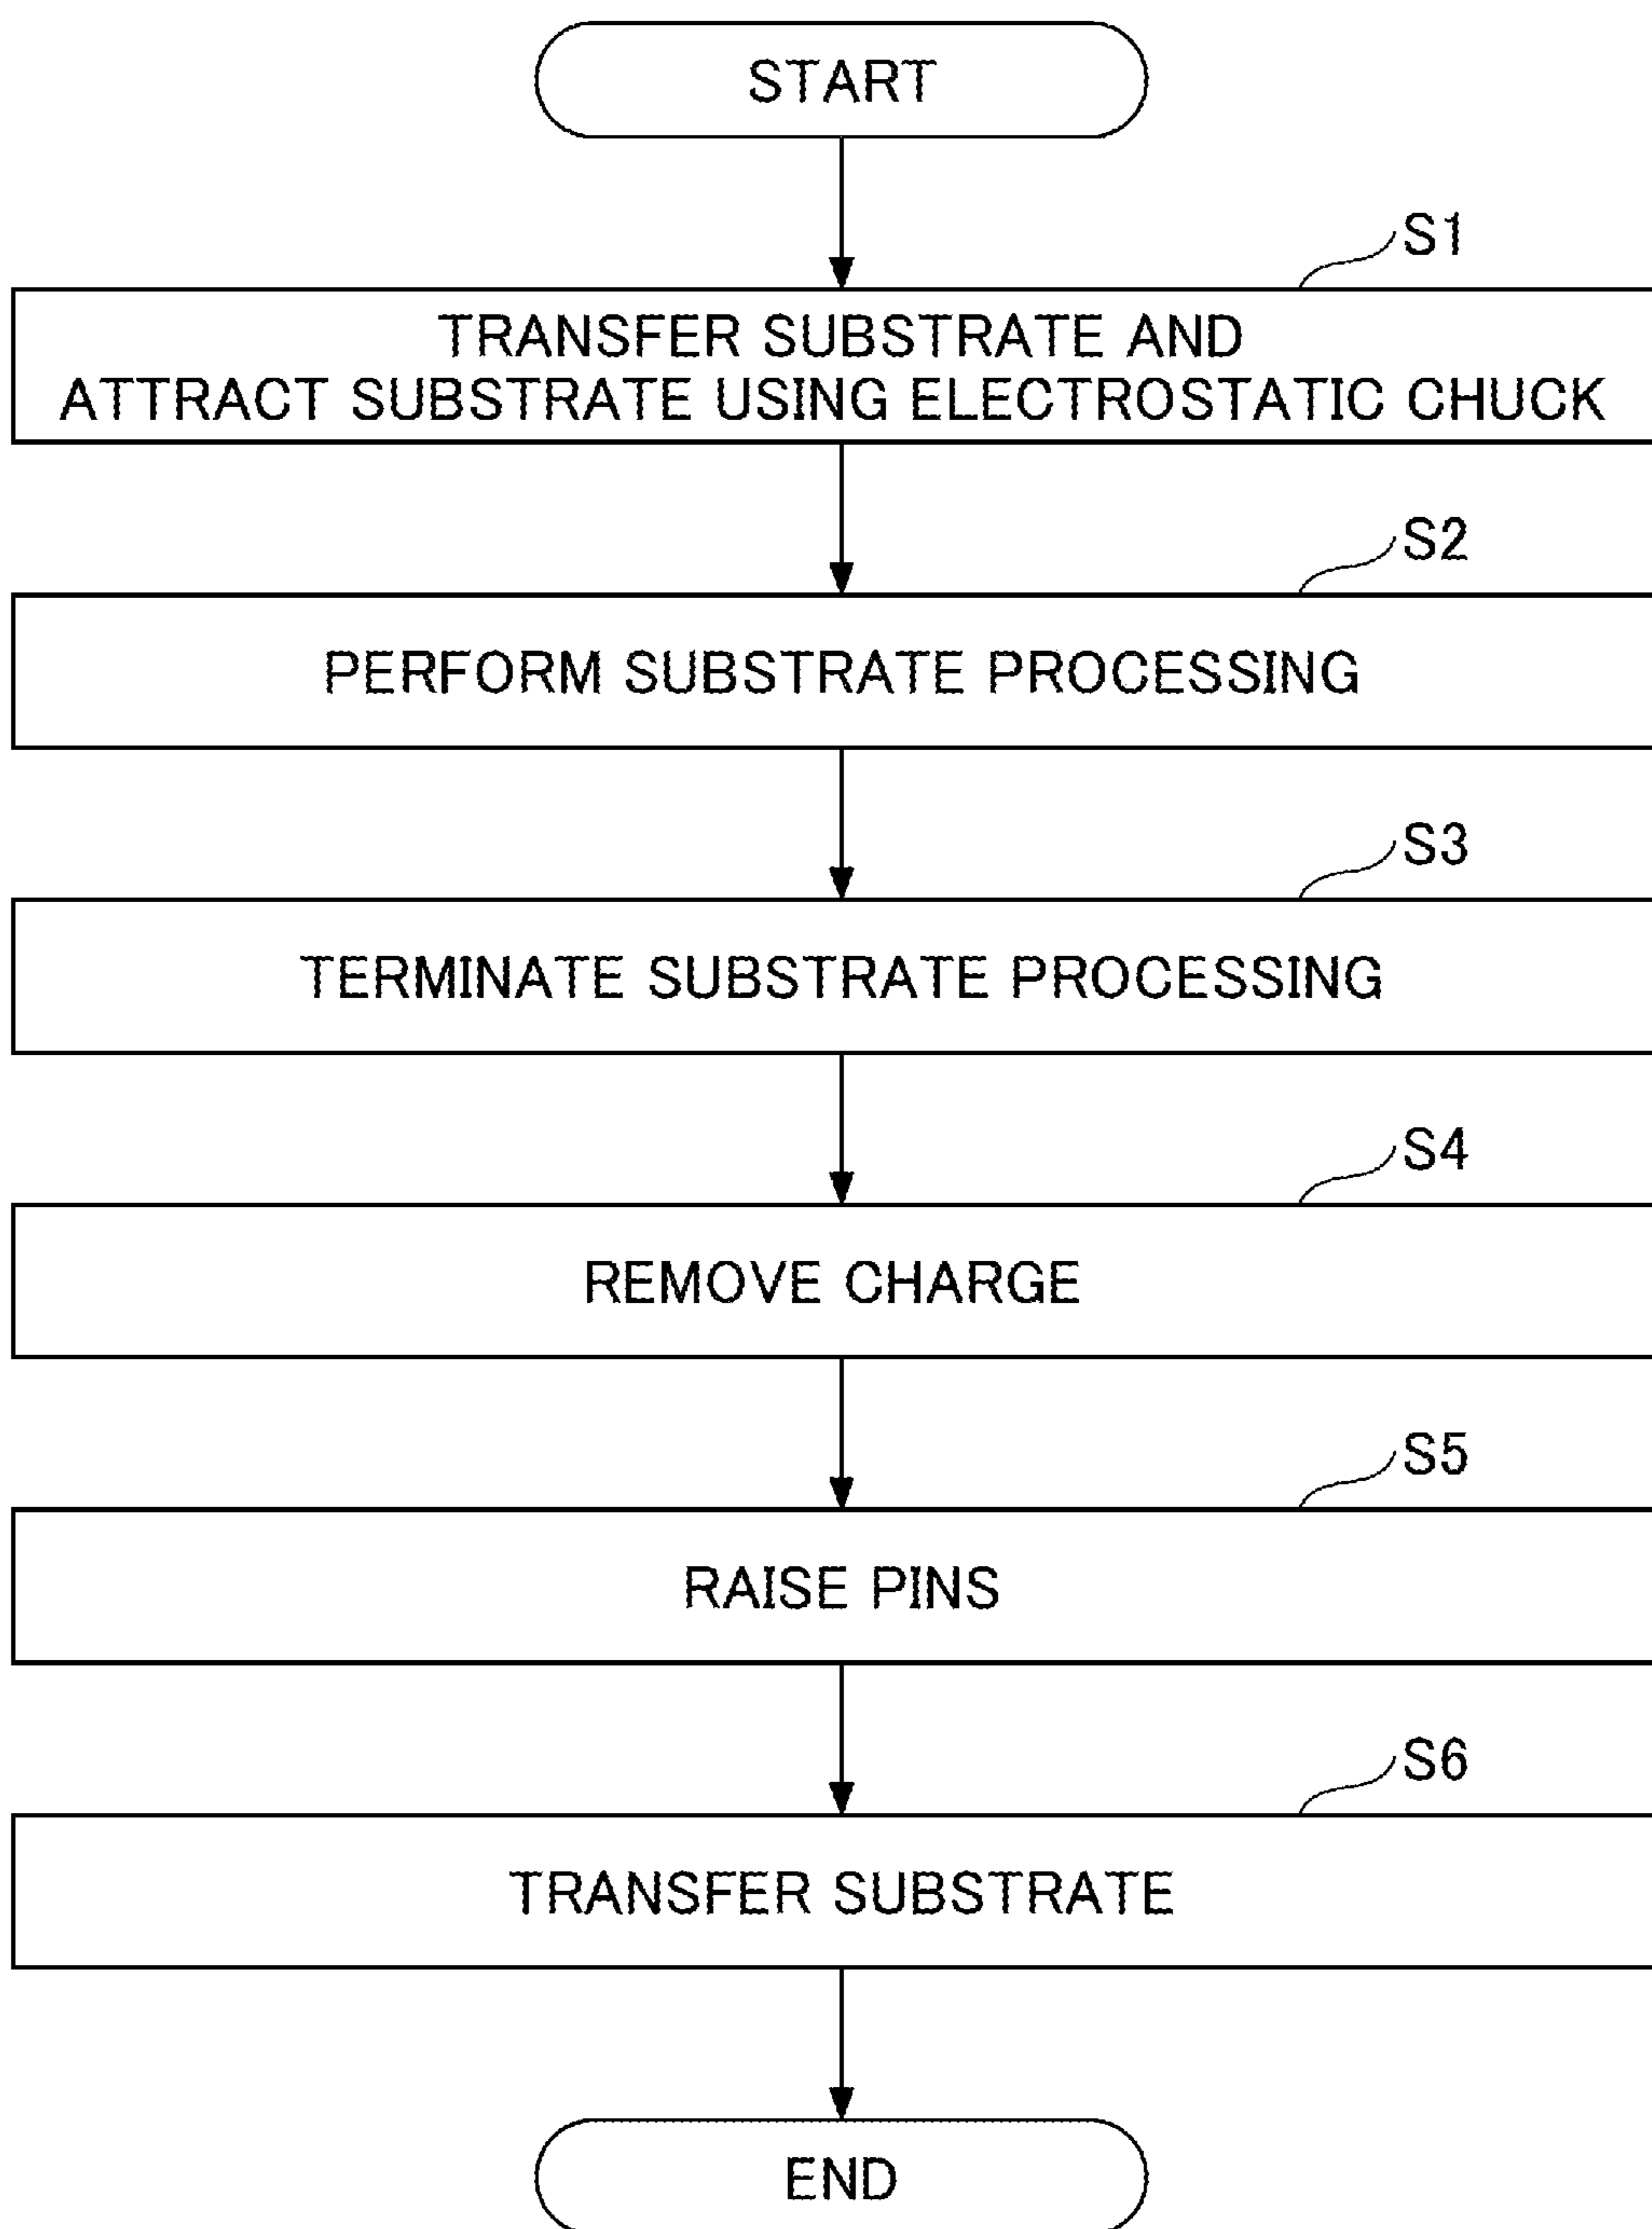 START
S1
TRANSFER SUBSTRATE AND
ATTRACT SUBSTRATE USING ELECTROSTATIC CHUCK
S2
PERFORM SUBSTRATE PROCESSING
S3
TERMINATE SUBSTRATE PROCESSING
S4
REMOVE CHARGE
S5
RAISE PINS
S6
TRANSFER SUBSTRATE
END